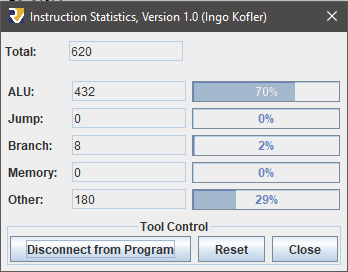 Instruction Statistics, Version 1.0 (Ingo Kofler)
Total: 620
ALU: 432 70%
Jump: 0 0%
Branch: 8 2%
Memory: 0 0%
Other: 180 29%
Tool Control
Disconnect from Program Reset Close